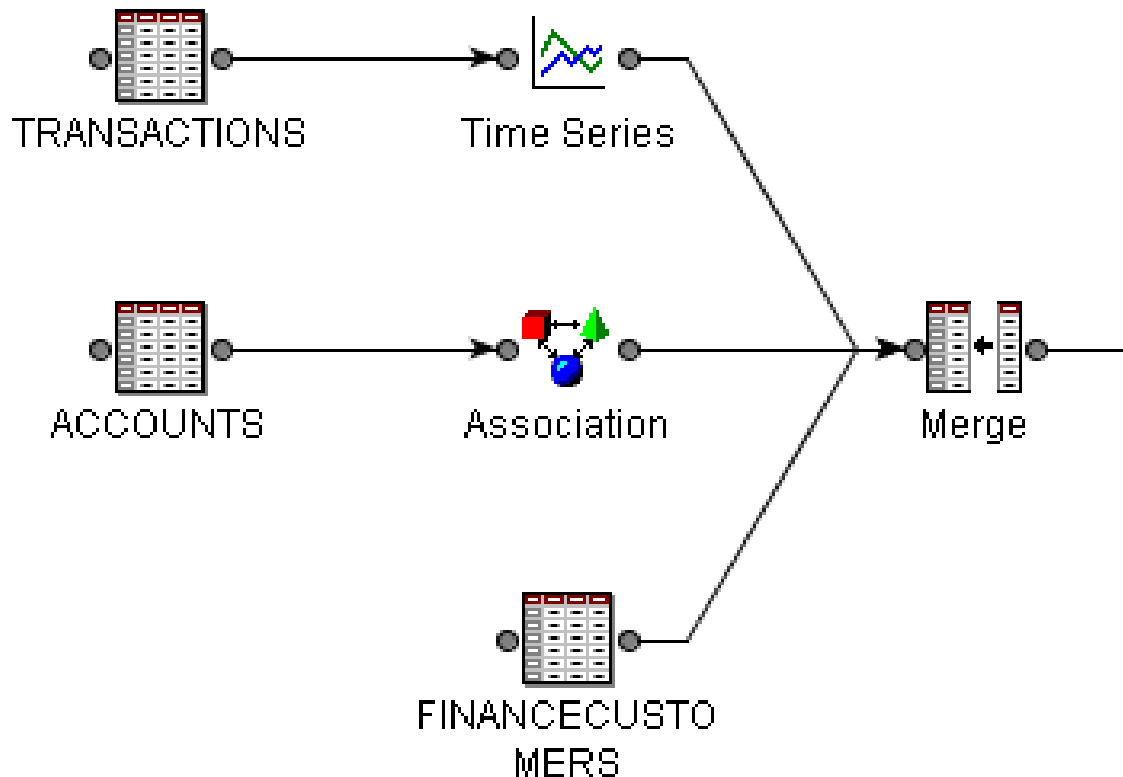 TRANSACTIONS
Time Series
ACCOUNTS
Association
Merge
FINANCECUSTO
MERS